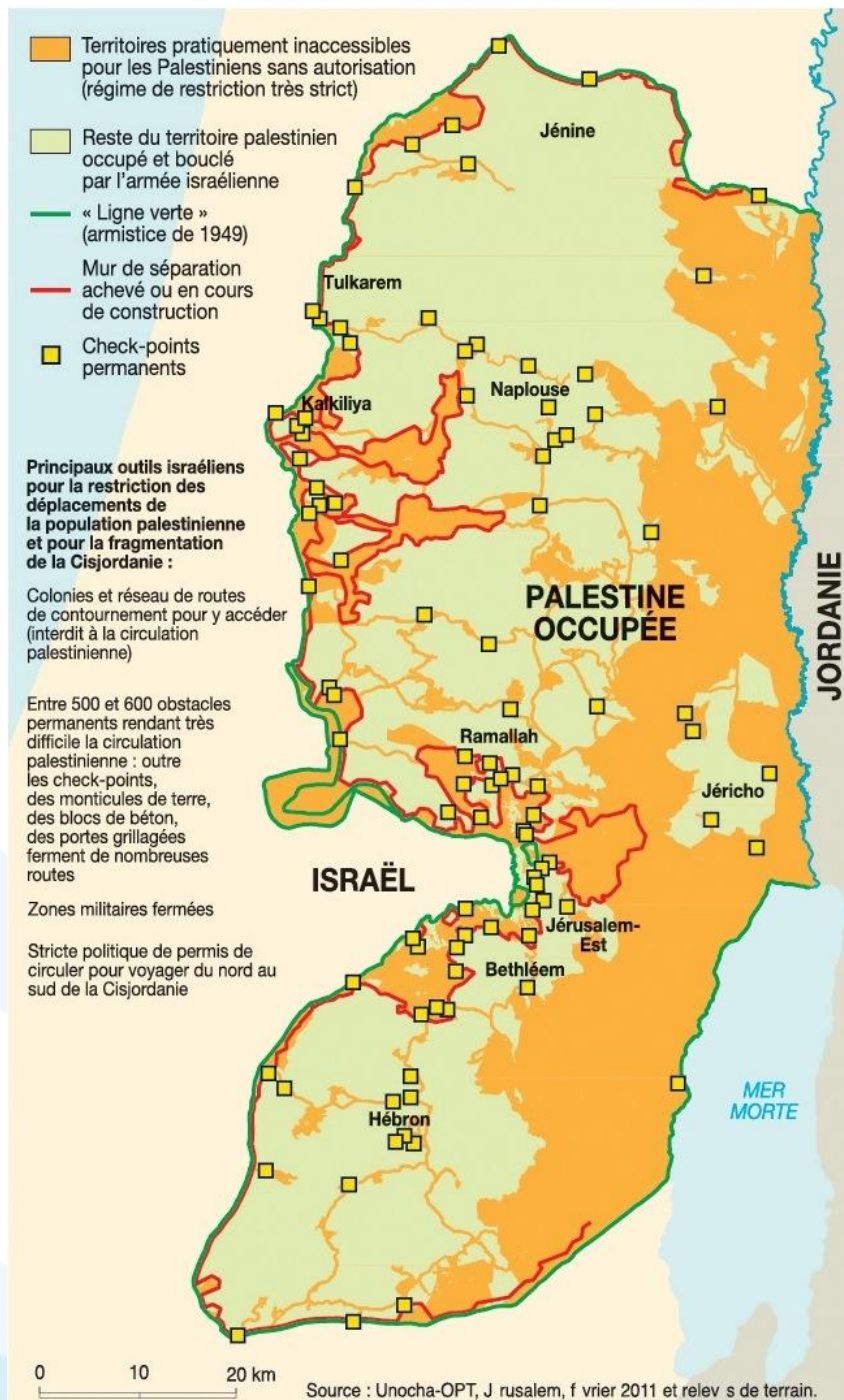 Territoires pratiquement inaccessibles
pour les Palestiniens sans autorisation
(régime de restriction très strict)
Reste du territoire palestinien
occupé et bouclé
par l'armée israélienne
« Ligne verte »
(armistice de 1949)
Mur de séparation
achevé ou en cours
de construction
Check-points
permanents
Principaux outils israéliens
pour la restriction des
déplacements de
la population palestinienne
et pour la fragmentation
de la Cisjordanie :
Colonies et réseau de routes
de contournement pour y accéder
(interdit à la circulation
palestinienne)
Entre 500 et 600 obstacles
permanents rendant très
difficile la circulation
palestinienne : outre
les check-points,
des monticules de terre,
des blocs de béton,
des portes grillagées
ferment de nombreuses
routes
Zones militaires fermées
Stricte politique de permis de
circuler pour voyager du nord au
sud de la Cisjordanie
Jénine
Tulkarem
Naplouse
Kalkiliya
PALESTINE
OCCUPÉE
JORDANIE
Ramallah
Jéricho
ISRAËL
Jérusalem-
Est
Bethléem
MER
MORTE
Hébron
0 10 20 km
Source : Unocha-OPT, J rusalem, f vrier 2011 et relev s de terrain.